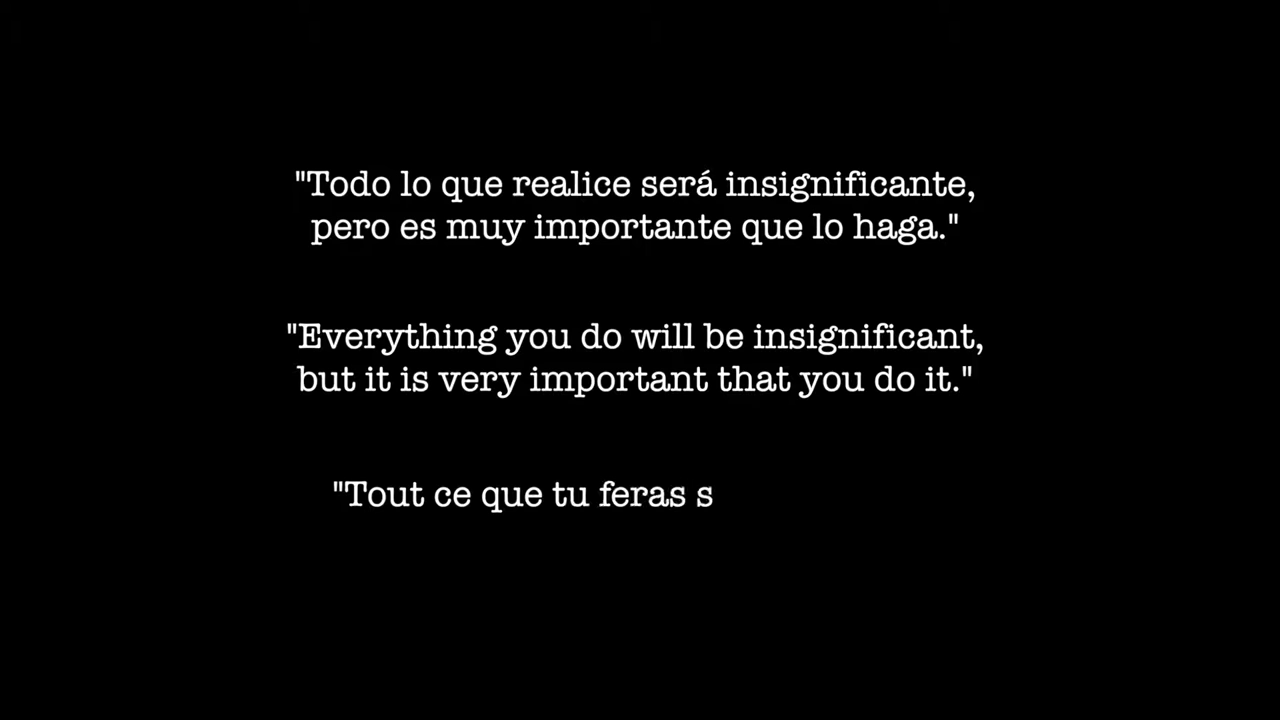 "Todo lo que realice será insignificante,
pero es muy importante que lo haga."
"Everything you do will be insignificant,
but it is very important that you do it."
"Tout ce que tu feras s